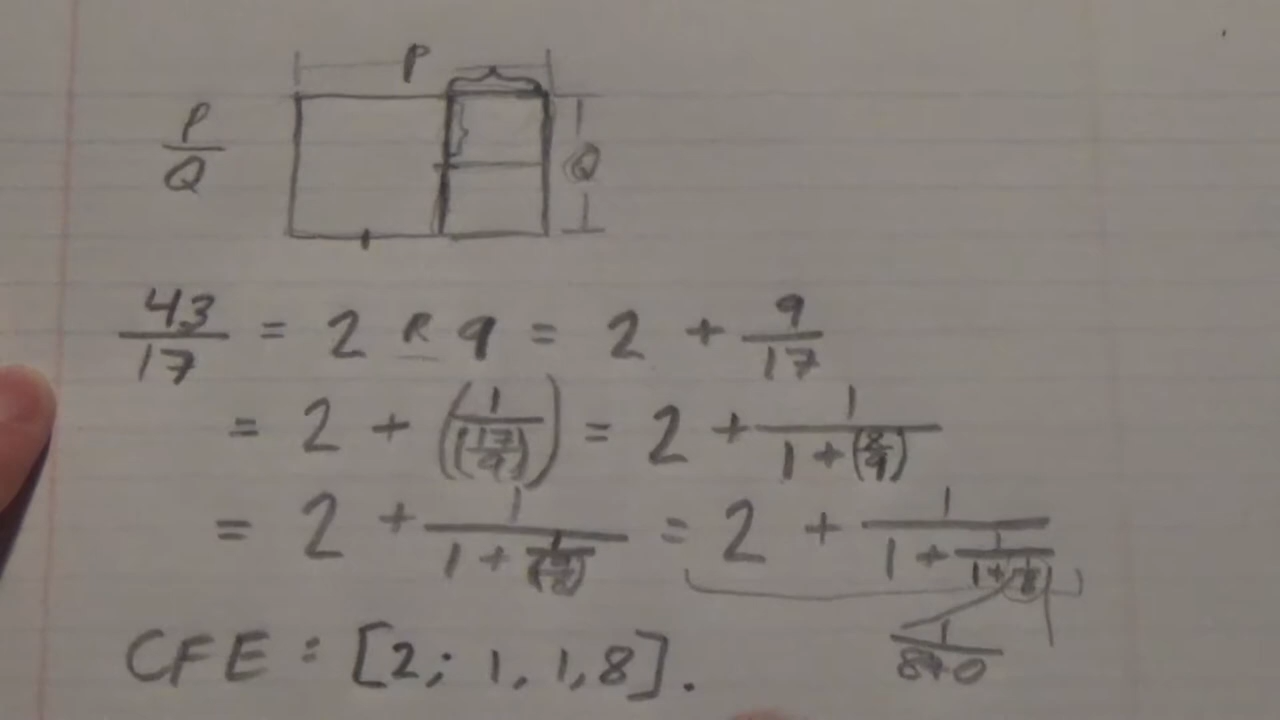 P
P/Q
Q
43/17 = 2 R 9 = 2 + 9/17
= 2 + (1/(17/9)) = 2 + 1/(1 + (8/9))
= 2 + 1/(1 + 1/(9/8)) = 2 + 1/(1 + 1/(1 + (1/8)))
1/(8+0)
CFE = [2; 1, 1, 8].